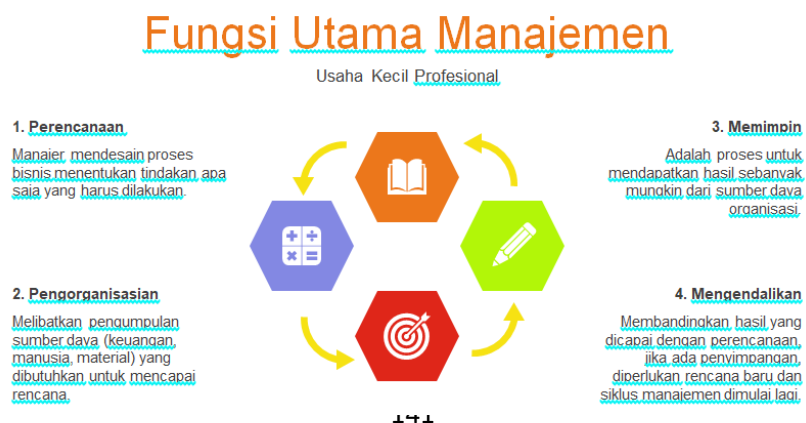 Fungsi Utama Manajemen
Usaha Kecil Profesional
1. Perencanaan
Manajer mendesain proses
bisnis menentukan tindakan apa
saja yang harus dilakukan.
2. Pengorganisasian
Melibatkan pengumpulan
sumber daya (keuangan,
manusia, material) yang
dibutuhkan untuk mencapai
rencana.
3. Memimpin
Adalah proses untuk
mendapatkan hasil sebanyak
mungkin dari sumber daya
organisasi.
4. Mengendalikan
Membandingkan hasil yang
dicapai dengan perencanaan,
jika ada penyimpangan,
diperlukan rencana baru dan
siklus manajemen dimulai lagi.